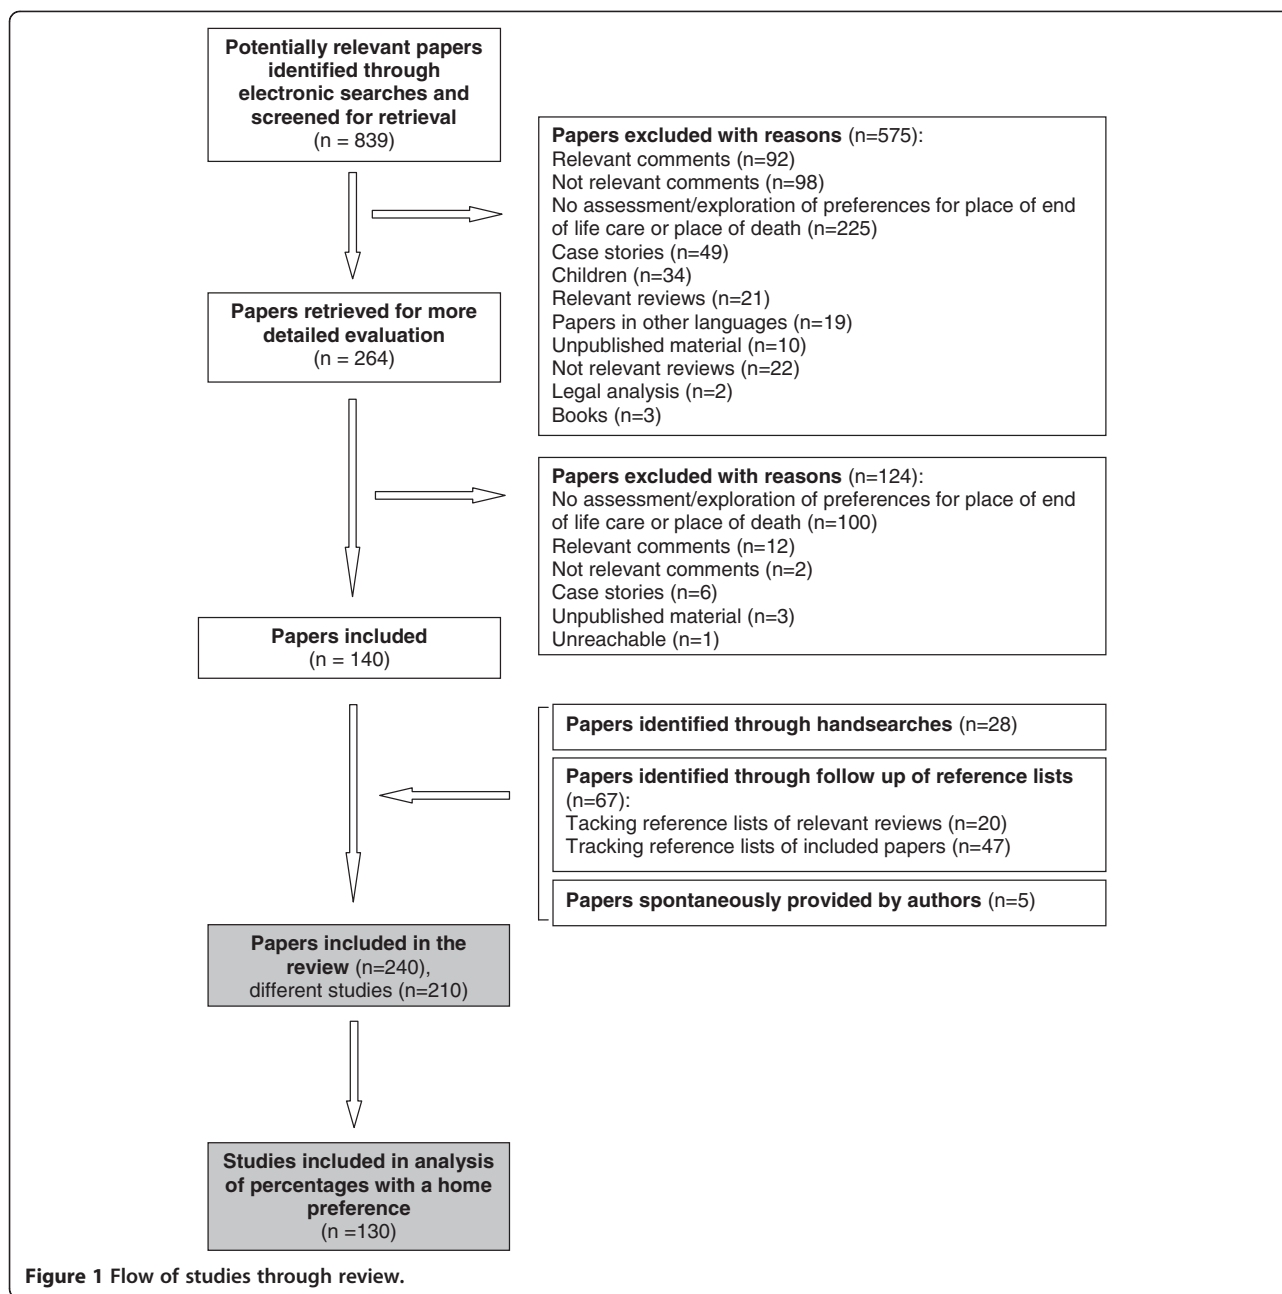 Potentially relevant papers
identified through
electronic searches and
screened for retrieval
(n = 839)
Papers excluded with reasons (n=575):
Relevant comments (n=92)
Not relevant comments (n=98)
No assessment/exploration of preferences for place of end
of life care or place of death (n=225)
Case stories (n=49)
Children (n=34)
Relevant reviews (n=21)
Papers in other languages (n=19)
Unpublished material (n=10)
Not relevant reviews (n=22)
Legal analysis (n=2)
Books (n=3)
Papers retrieved for more
detailed evaluation
(n = 264)
Papers excluded with reasons (n=124):
No assessment/exploration of preferences for place of end
of life care or place of death (n=100)
Relevant comments (n=12)
Not relevant comments (n=2)
Case stories (n=6)
Unpublished material (n=3)
Unreachable (n=1)
Papers included
(n = 140)
Papers identified through handsearches (n=28)
Papers identified through follow up of reference lists
(n=67):
Tacking reference lists of relevant reviews (n=20)
Tracking reference lists of included papers (n=47)
Papers spontaneously provided by authors (n=5)
Papers included in the
review (n=240),
different studies (n=210)
Studies included in analysis
of percentages with a home
preference
(n =130)
Figure 1 Flow of studies through review.